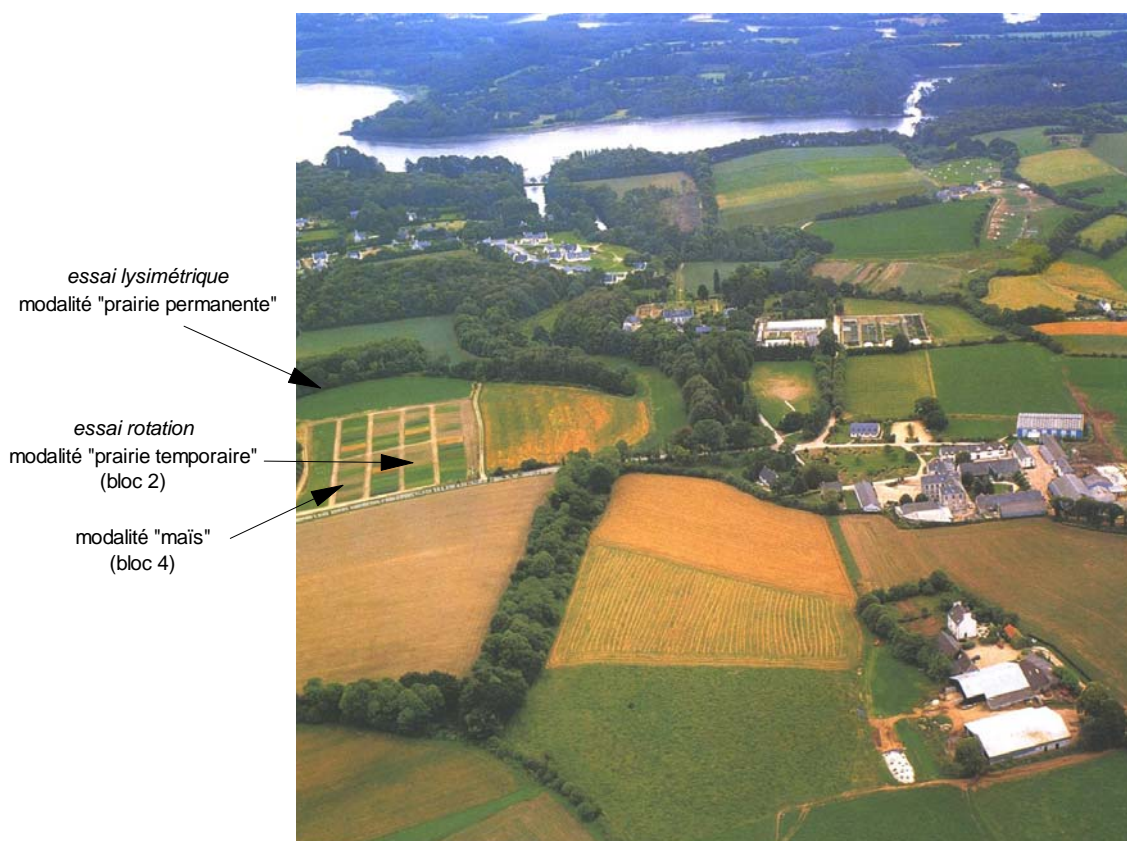 essai lysimétrique
modalité "prairie permanente"
essai rotation
modalité "prairie temporaire"
(bloc 2)
modalité "maïs"
(bloc 4)